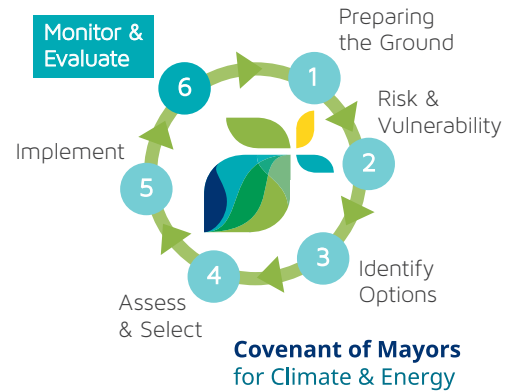 Preparing
the Ground
1
Risk &
Vulnerability
2
Identify
Options
3
Assess
& Select
4
Implement
5
Monitor &
Evaluate
6
Covenant of Mayors
for Climate & Energy